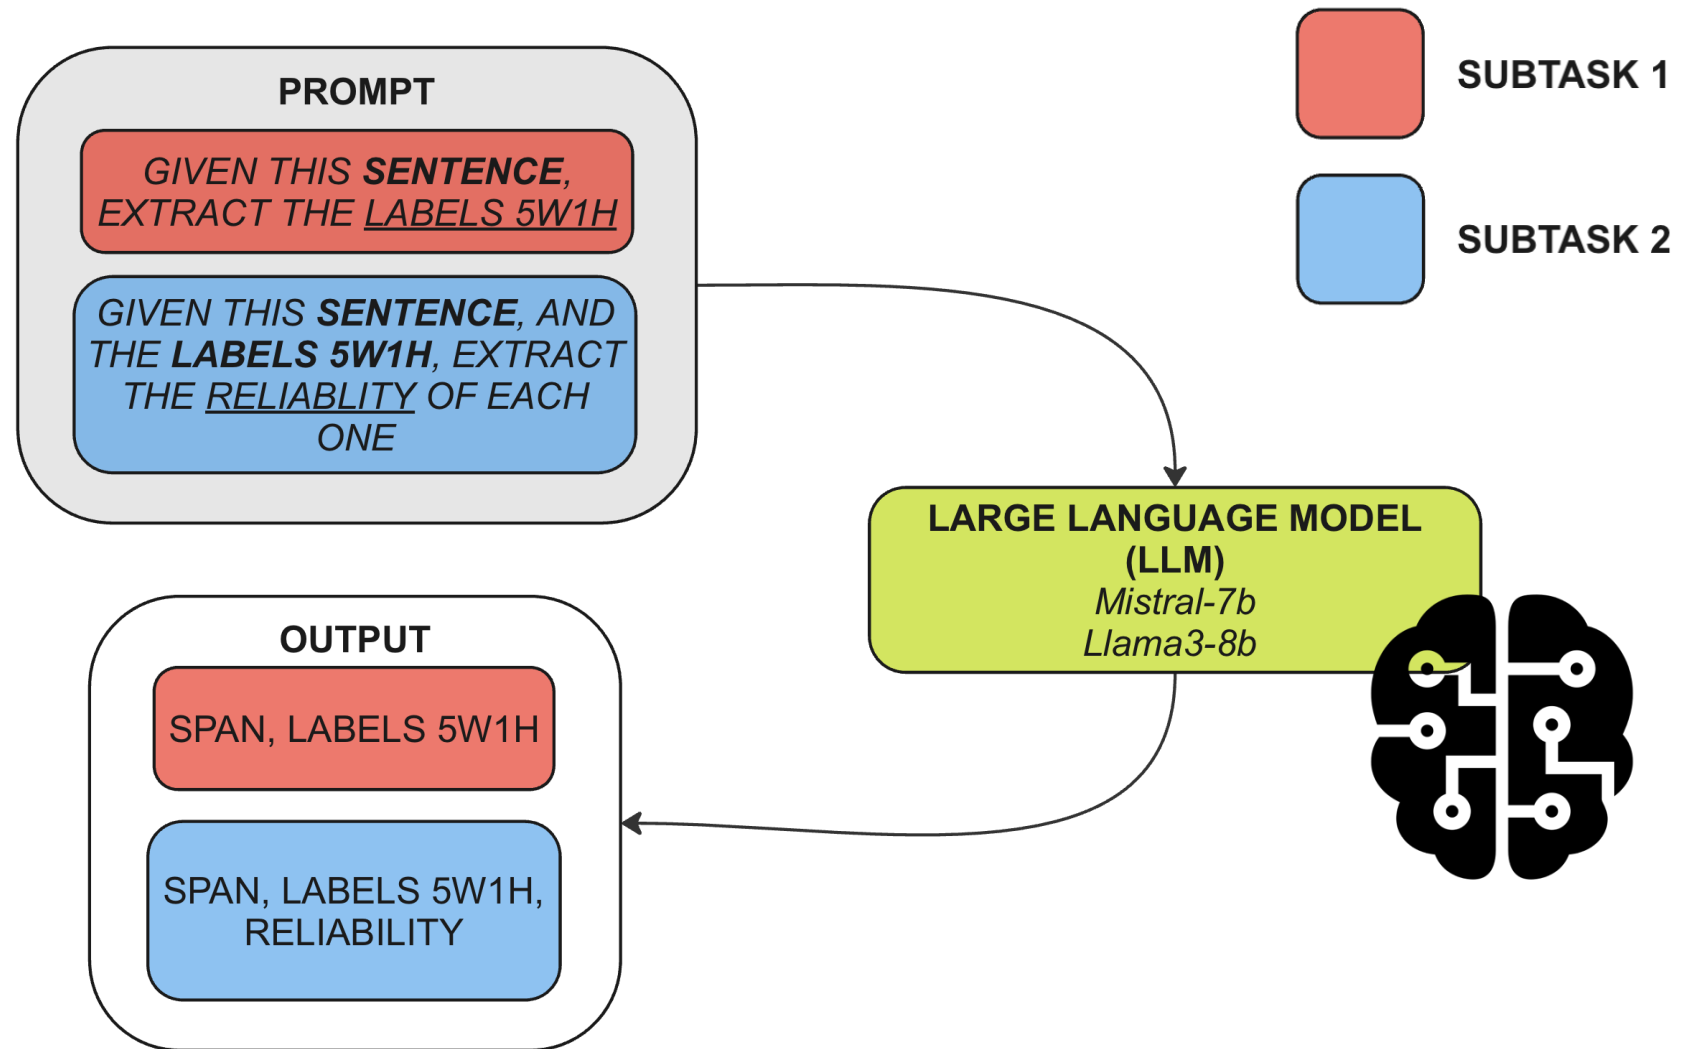 PROMPT
GIVEN THIS SENTENCE,
EXTRACT THE LABELS 5W1H
GIVEN THIS SENTENCE, AND
THE LABELS 5W1H, EXTRACT
THE RELIABLITY OF EACH
ONE
SUBTASK 1
SUBTASK 2
LARGE LANGUAGE MODEL
(LLM)
Mistral-7b
Llama3-8b
OUTPUT
SPAN, LABELS 5W1H
SPAN, LABELS 5W1H,
RELIABILITY